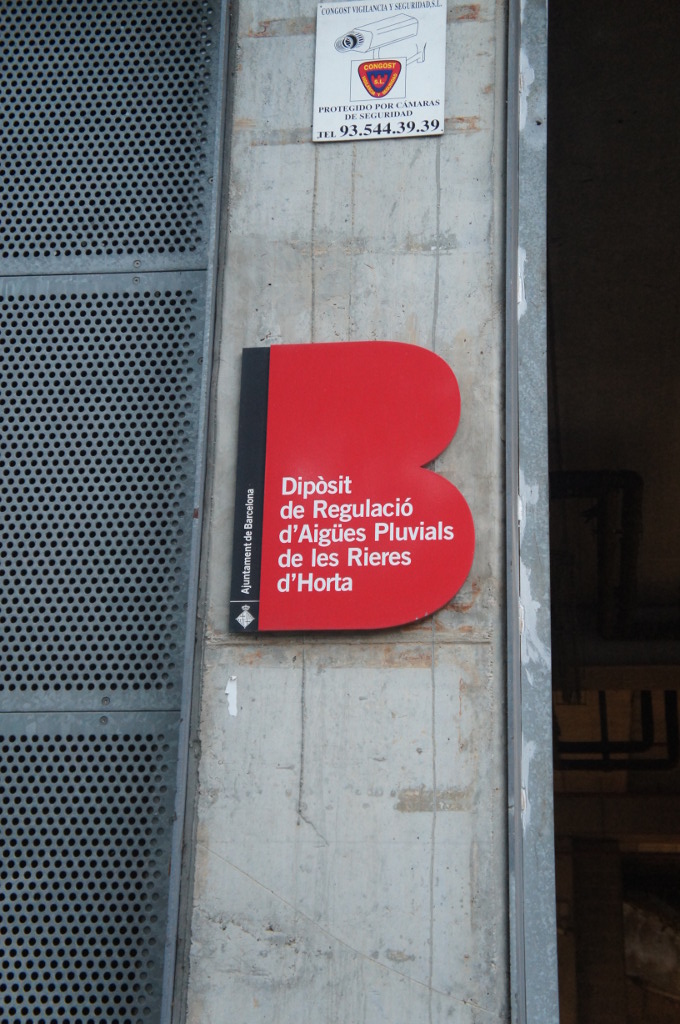 CONGOST VIGILANCIA Y SEGURIDAD, S.L.
CONGOST
S.L.
PROTEGIDO POR CÁMARAS
DE SEGURIDAD
TEL 93.544.39.39
Dipòsit
de Regulació
d'Aigües Pluvials
de les Rieres
d'Horta
Ajuntament de Barcelona